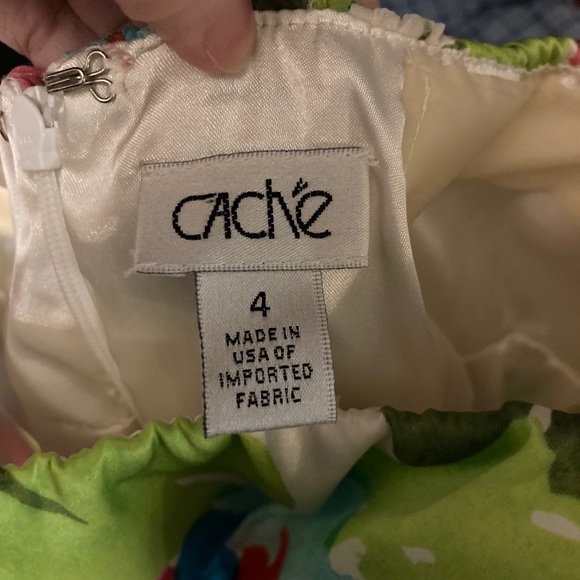 Caché
4
MADE IN
USA OF
IMPORTED
FABRIC